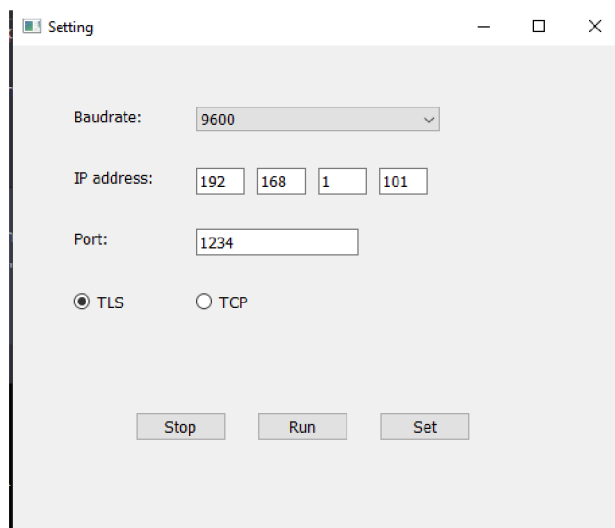 Setting
Baudrate: 9600
IP address: 192 168 1 101
Port: 1234
TLS TCP
Stop Run Set